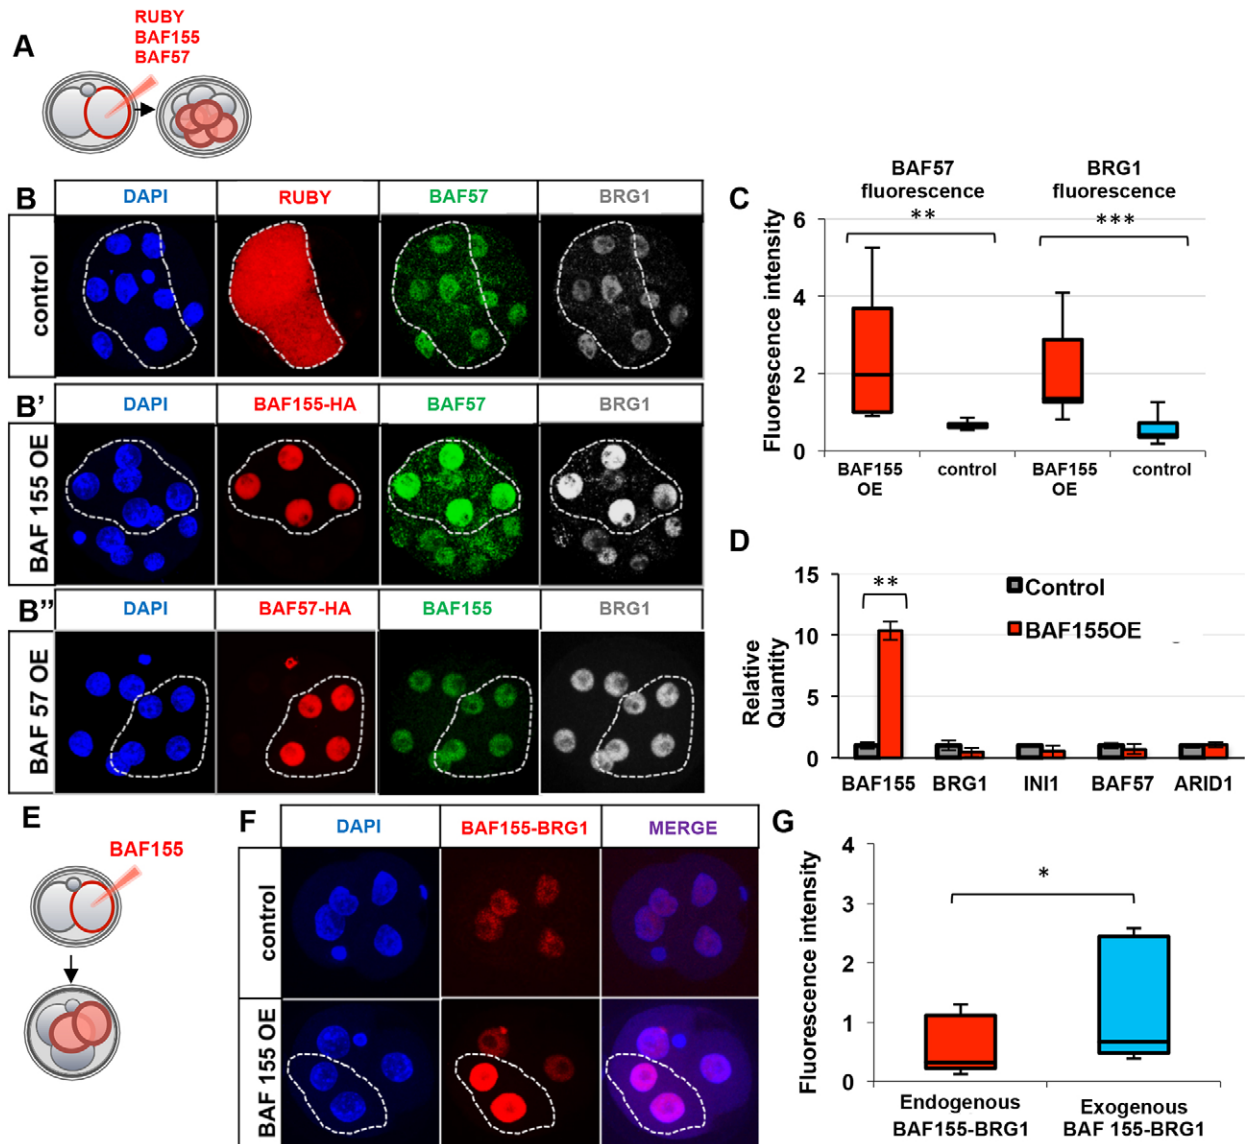 A
RUBY
BAF155
BAF57
B
DAPI
RUBY
BAF57
BRG1
control
B'
DAPI
BAF155-HA
BAF57
BRG1
BAF 155 OE
B"
DAPI
BAF57-HA
BAF155
BRG1
BAF 57 OE
C
BAF57
fluorescence
BRG1
fluorescence
**
***
Fluorescence intensity
6
4
2
0
BAF155
OE
control
BAF155
OE
control
D
Relative
Quantity
15
10
5
0
**
Control
BAF155OE
BAF155
BRG1
INI1
BAF57
ARID1
E
BAF155
F
DAPI
BAF155-BRG1
MERGE
control
BAF 155 OE
G
Fluorescence intensity
4
3
2
1
0
*
Endogenous
BAF155-BRG1
Exogenous
BAF 155-BRG1